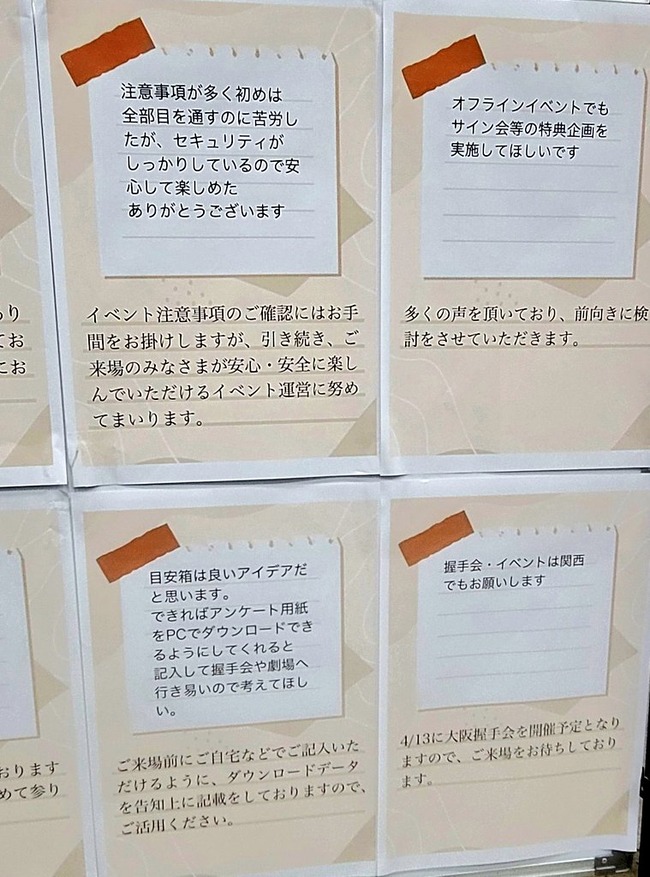 注意事項が多く初めは
全部目を通すのに苦労し
たが、セキュリティが
しっかりしているので安
心して楽しめた
ありがとうございます
イベント注意事項のご確認にはお手
間をお掛けしますが、引き続き、ご
来場のみなさまが安心・安全に楽し
んでいただけるイベント運営に努め
てまいります。
オフラインイベントでも
サイン会等の特典企画を
実施してほしいです
多くの声を頂いており、前向きに検
討をさせていただきます。
てお
にお
目安箱は良いアイデアだ
と思います。
できればアンケート用紙
をPCでダウンロードでき
るようにしてくれると
記入して握手会や劇場へ
行き易いので考えてほし
い。
ご来場前にご自宅などでご記入いた
だけるように、ダウンロードデータ
を告知上に記載をしておりますので、
ご活用ください。
握手会・イベントは関西
でもお願いします
4/13に大阪握手会を開催予定となり
ますので、ご来場をお待ちしており
ます。
おります
めて参り